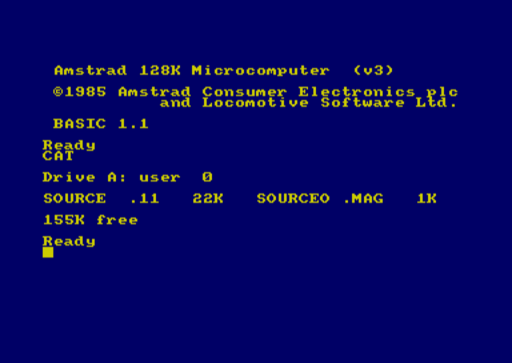 Amstrad 128K Microcomputer  (v3)
©1985 Amstrad Consumer Electronics plc
and Locomotive Software Ltd.
BASIC 1.1
Ready
CAT
Drive A: user  0
SOURCE  .11   22K   SOURCEO .MAG   1K
155K free
Ready